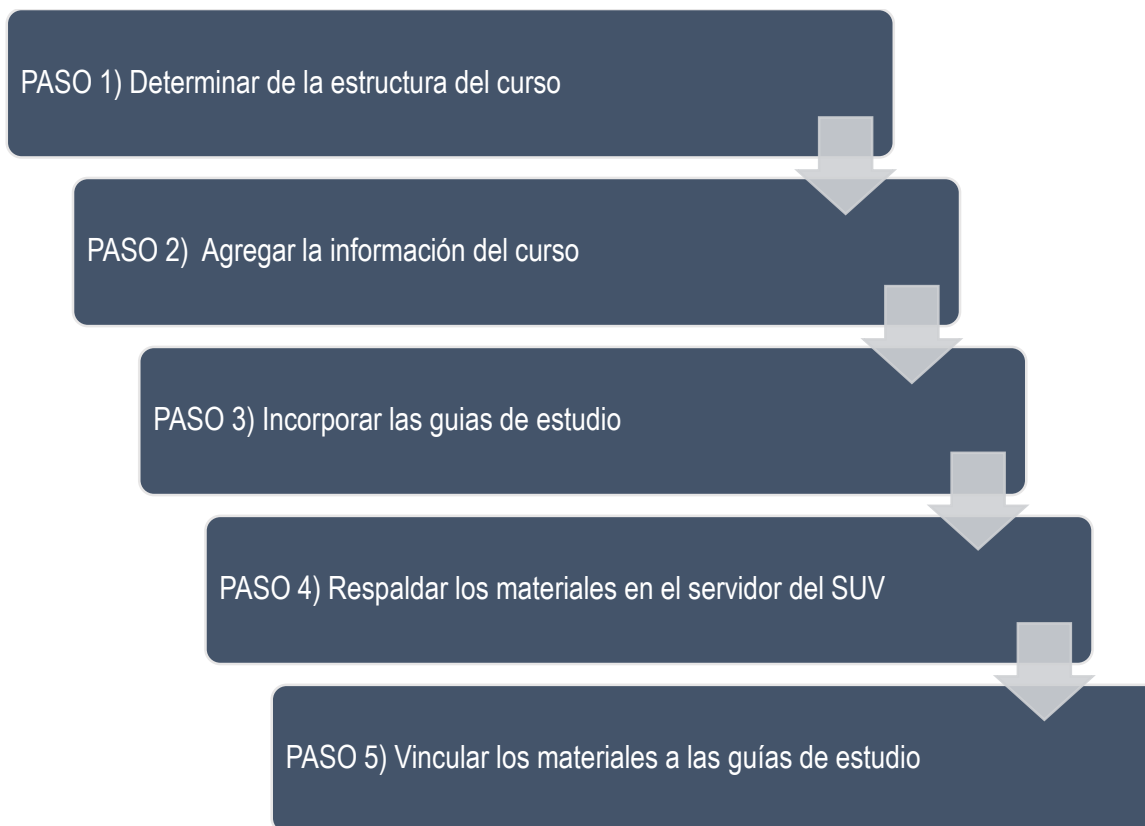 PASO 1) Determinar de la estructura del curso
PASO 2)  Agregar la información del curso
PASO 3) Incorporar las guias de estudio
PASO 4) Respaldar los materiales en el servidor del SUV
PASO 5) Vincular los materiales a las guías de estudio